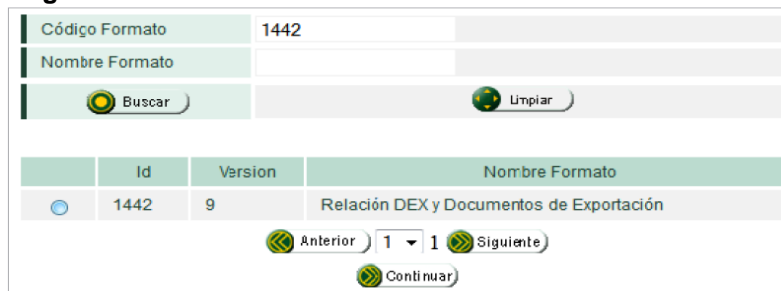 Código Formato 1442
Nombre Formato
Buscar Limpiar
Id Version Nombre Formato
1442 9 Relación DEX y Documentos de Exportación
Anterior 1 1 Siguiente
Continuar